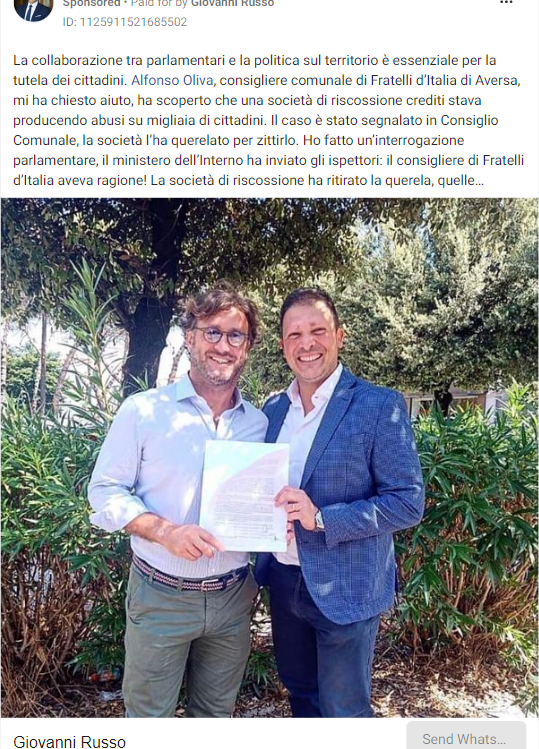 Sponsored • Paid for by Giovanni Russo
ID: 1125911521685502
La collaborazione tra parlamentari e la politica sul territorio è essenziale per la
tutela dei cittadini. Alfonso Oliva, consigliere comunale di Fratelli d’Italia di Aversa,
mi ha chiesto aiuto, ha scoperto che una società di riscossione crediti stava
producendo abusi su migliaia di cittadini. Il caso è stato segnalato in Consiglio
Comunale, la società l’ha querelato per zittirlo. Ho fatto un’interrogazione
parlamentare, il ministero dell’Interno ha inviato gli ispettori: il consigliere di Fratelli
d’Italia aveva ragione! La società di riscossione ha ritirato la querela, quelle…
Giovanni Russo
Send Whats...